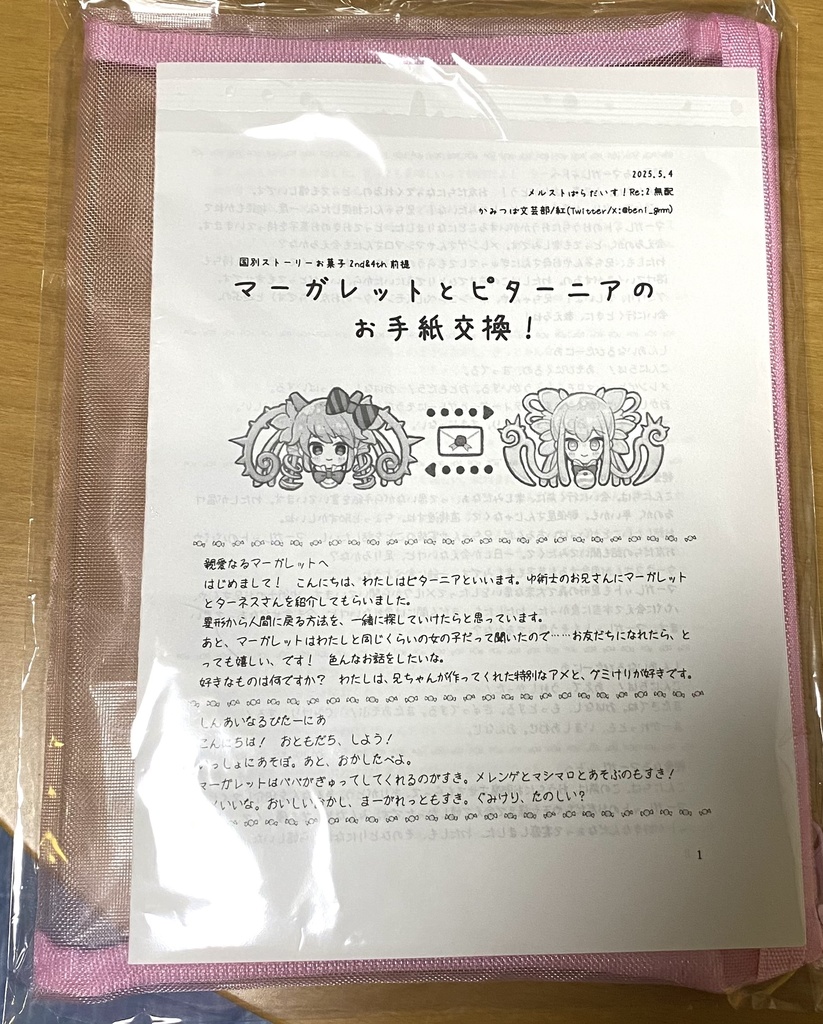 2025.5.4
メルストぱらだいす！Re:2 無配
かみつは文芸部/紅(Twitter/X:@beni_gmm)
国別ストーリーお菓子2nd&4th前提
マーガレットとピターニアの
お手紙交換！
親愛なるマーガレットへ
はじめまして！　こんにちは、わたしはピターニアといいます。中術士のお兄さんにマーガレット
とターネスさんを紹介してもらいました。
異形から人間に戻る方法を、一緒に探していけたらと思っています。
あと、マーガレットはわたしと同じくらいの女の子だって聞いたので……お友だちになれたら、と
っても嬉しい、です！　色んなお話をしたいな。
好きなものは何ですか？　わたしは、兄ちゃんが作ってくれた特別なアメと、グミけりが好きです。
しんあいなるぴたーにあ
こんにちは！　おともだち、しよう！
いっしょにあそぼ。あと、おかしたべよ。
マーガレットはパパがぎゅってしてくれるのがすき。メレンゲとマシマロとあそぶのもすき！
いいな。おいしいおかし、まーがれっともすき。ぐみけり、たのしい？
1